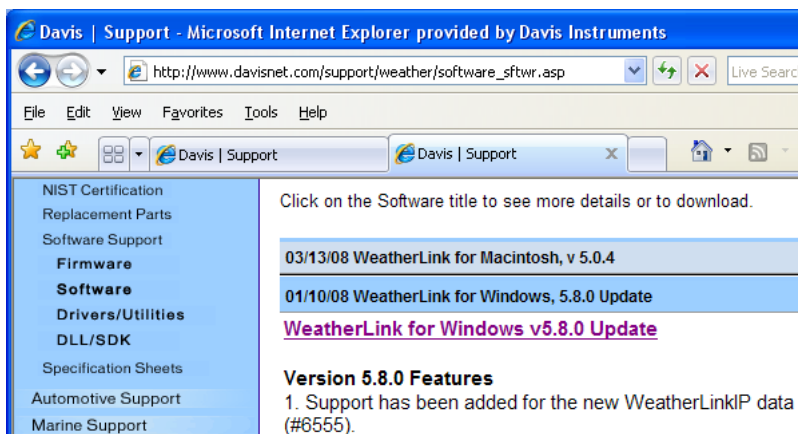 Davis | Support - Microsoft Internet Explorer provided by Davis Instruments
http://www.davisnet.com/support/weather/software_sftwr.asp
Live Searc
File Edit View Favorites Tools Help
Davis | Supp
ort
Davis | Support
NIST Certification
Replacement Parts
Software Support
Firmware
Software
Drivers/Utilities
DLL/SDK
Specification Sheets
Automotive Support
Marine Support
Click on the Software title to see more details or to download.
03/13/08 WeatherLink for Macintosh, v 5.0.4
01/10/08 WeatherLink for Windows, 5.8.0 Update
WeatherLink for Windows v5.8.0 Update
Version 5.8.0 Features
1. Support has been added for the new WeatherLinkIP data
(#6555).